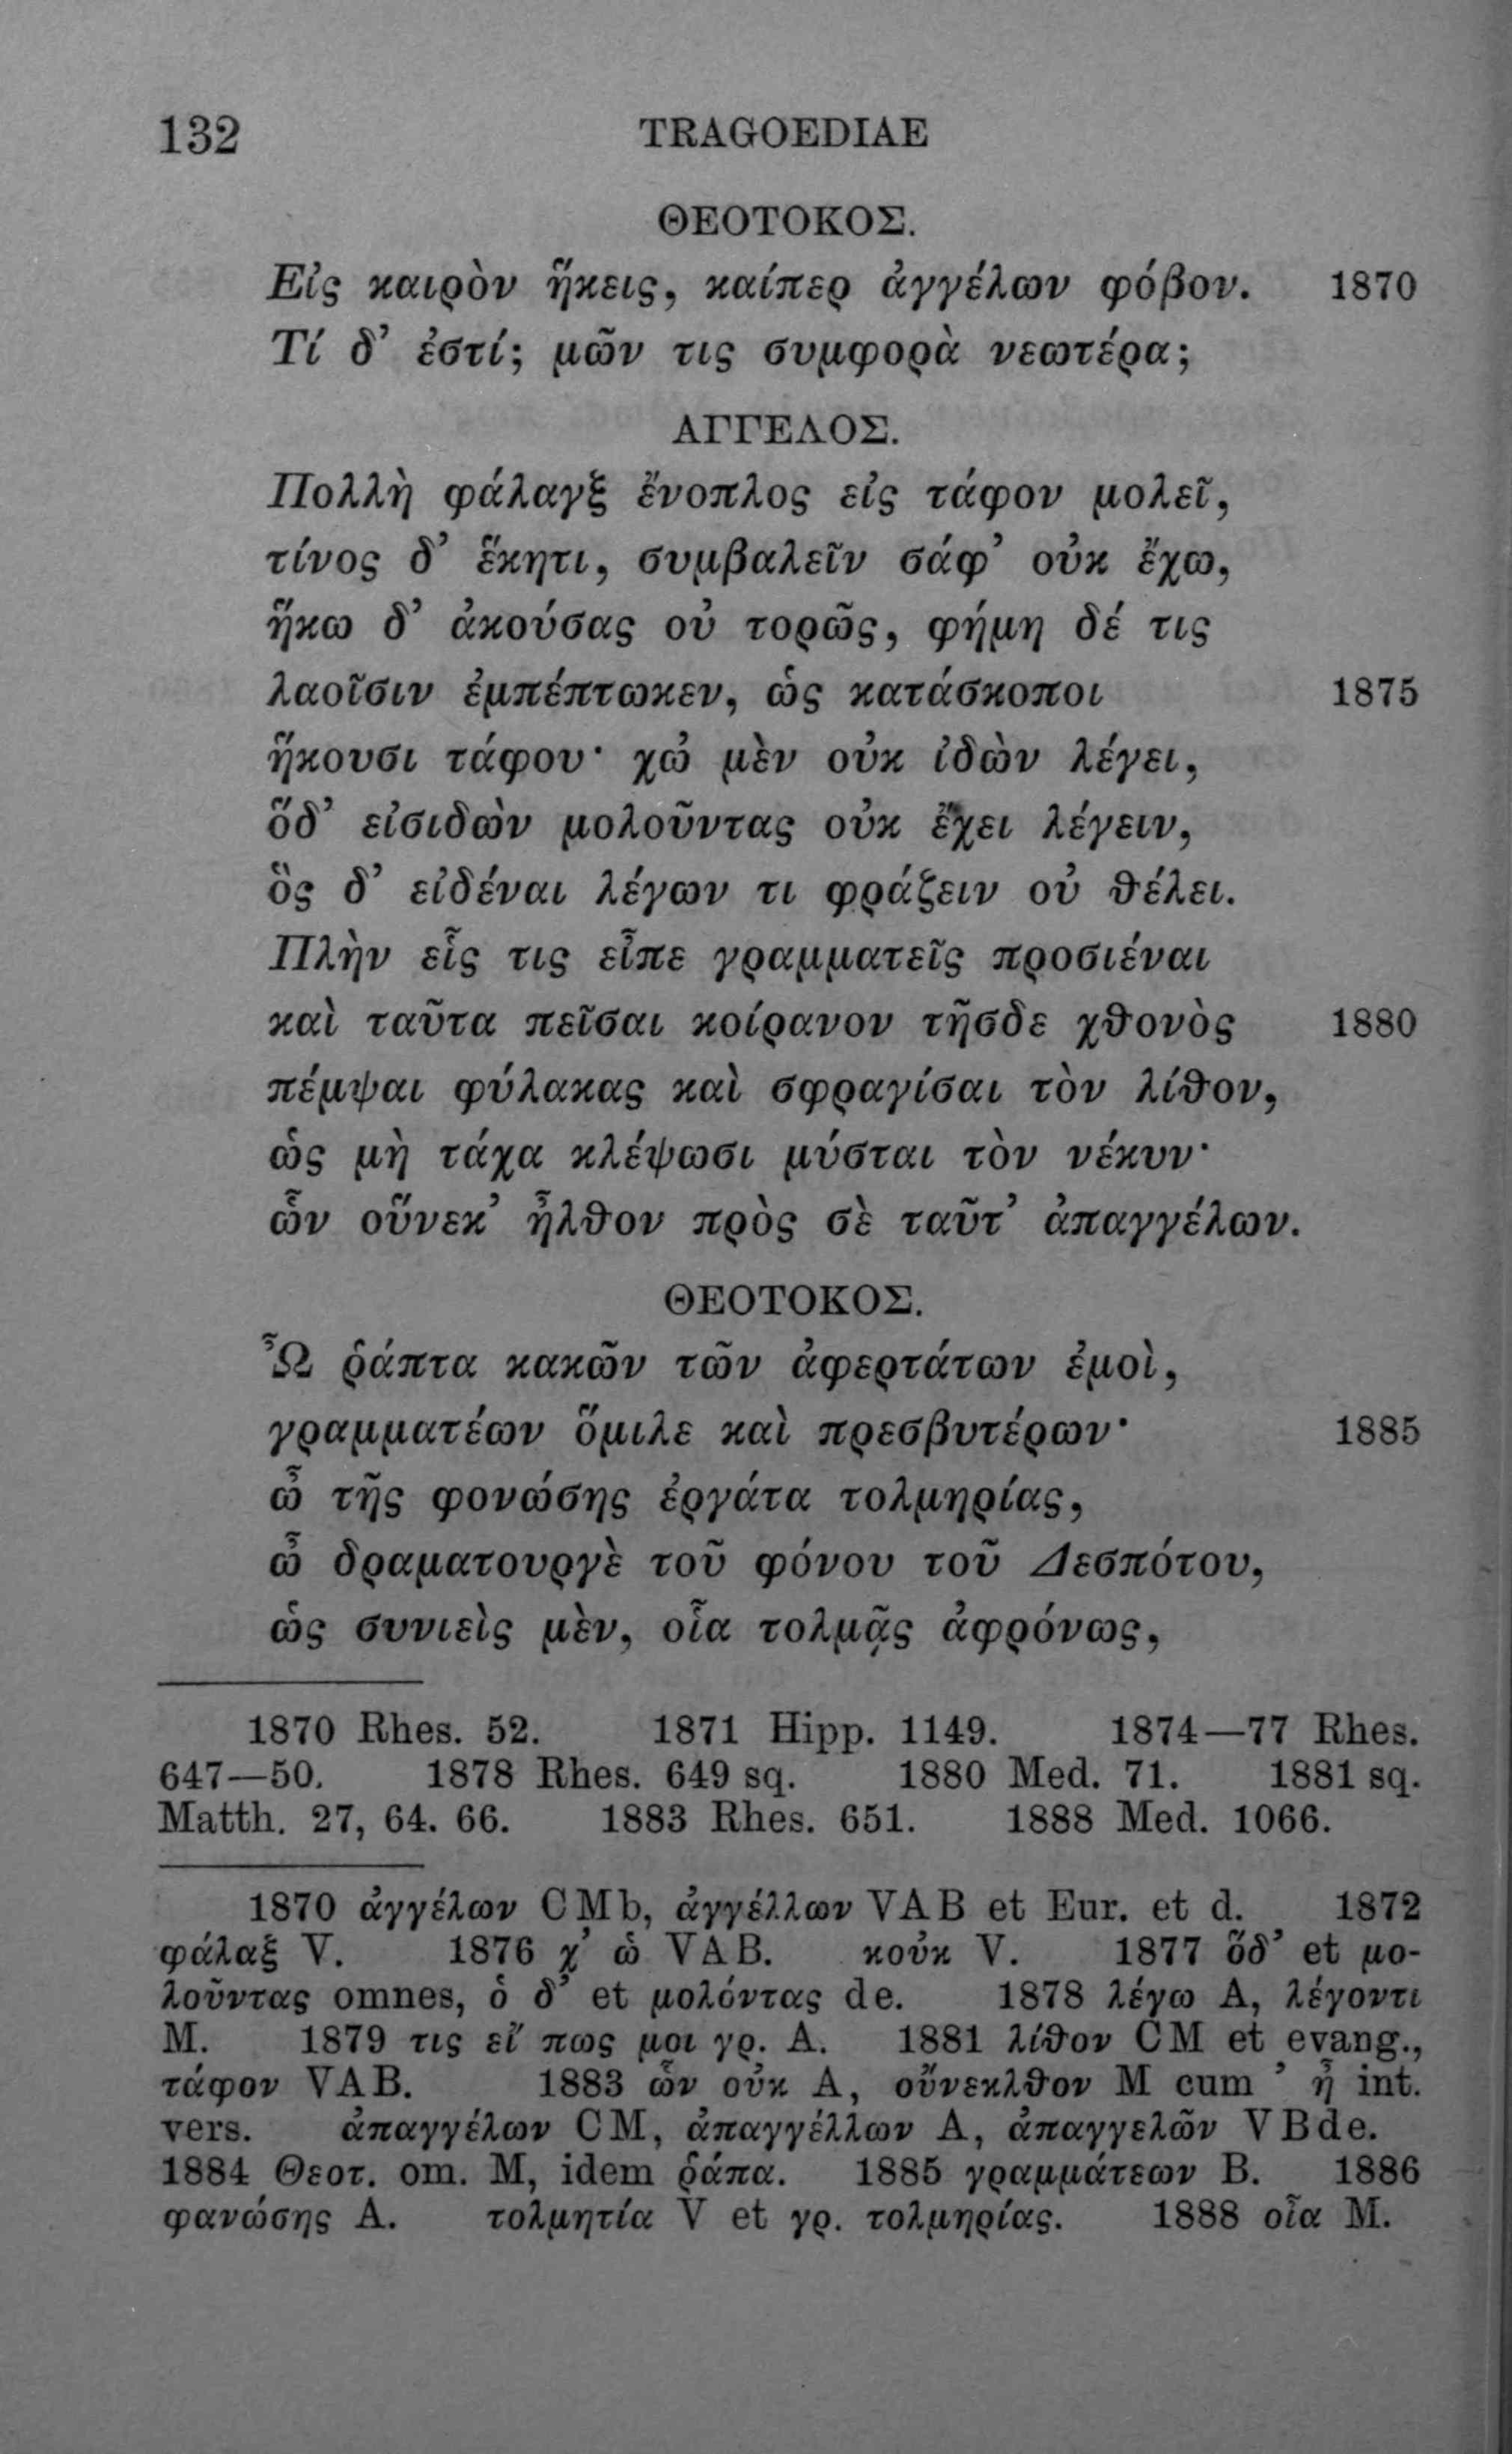 132 TRAGOEDIAE
ΘΕΟΤΟΚΟΣ.
Εἰς καιρὸν ἥκεις, καίπερ ἀγγέλων φόβον. 1870
Τί δ’ ἐστί; μῶν τις συμφορὰ νεωτέρα;
ΑΓΓΕΛΟΣ.
Πολλὴ φάλαγξ ἔνοπλος εἰς τάφον μολεῖ,
τίνος δ’ ἕκητι, συμβαλεῖν σάφ’ οὐκ ἔχω,
ἥκω δ’ ἀκούσας οὐ τορῶς, φήμη δέ τις
λαοῖσιν ἐμπέπτωκεν, ὡς κατάσκοποι 1875
ἥκουσι τάφου· χὠ μὲν οὐκ ἰδὼν λέγει,
ὅδ’ εἰσιδὼν μολοῦντας οὐκ ἔχει λέγειν,
ὃς δ’ εἰδέναι λέγων τι φράζειν οὐ θέλει.
Πλὴν εἷς τις εἶπε γραμματεῖς προσιέναι
καὶ ταῦτα πεῖσαι κοίρανον τῆσδε χθονὸς 1880
πέμψαι φύλακας καὶ σφραγίσαι τὸν λίθον,
ὡς μὴ τάχα κλέψωσι μύσται τὸν νέκυν·
ὧν οὕνεκ’ ἦλθον πρὸς σὲ ταῦτ’ ἀπαγγέλων.
ΘΕΟΤΟΚΟΣ.
Ὦ ῥάπτα κακῶν τῶν ἀφερτάτων ἐμοὶ,
γραμματέων ὅμιλε καὶ πρεσβυτέρων· 1885
ὦ τῆς φονώσης ἐργάτα τολμηρίας,
ὦ δραματουργὲ τοῦ φόνου τοῦ Δεσπότου,
ὡς συνιεὶς μὲν, οἷα τολμᾷς ἀφρόνως,
1870 Rhes. 52. 1871 Hipp. 1149. 1874—77 Rhes.
647—50. 1878 Rhes. 649 sq. 1880 Med. 71. 1881 sq.
Matth. 27, 64. 66. 1883 Rhes. 651. 1888 Med. 1066.
1870 ἀγγέλων CMb, ἀγγέλλων VAB et Eur. et d. 1872
φάλαξ V. 1876 χ’ ὡ VAB. κοὐκ V. 1877 ὅδ’ et μο-
λοῦντας omnes, ὁ δ’ et μολόντας de. 1878 λέγω A, λέγοντι
M. 1879 τις εἴ πως μοι γρ. A. 1881 λίθον CM et evang.,
τάφον VAB. 1883 ὧν οὐκ A, οὕνεκλθον M cum ’ ἦ int.
vers. ἀπαγγέλων CM, ἀπαγγέλλων A, ἀπαγγελῶν VBde.
1884 Θεοτ. om. M, idem ῥάπα. 1885 γραμμάτεων B. 1886
φανώσης A. τολμητία V et γρ. τολμηρίας. 1888 οἷα M.